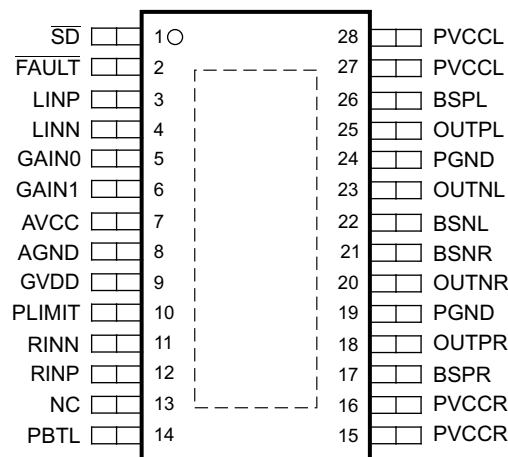 SD 1 28 PVCCL
FAULT 2 27 PVCCL
LINP 3 26 BSPL
LINN 4 25 OUTPL
GAIN0 5 24 PGND
GAIN1 6 23 OUTNL
AVCC 7 22 BSNL
AGND 8 21 BSNR
GVDD 9 20 OUTNR
PLIMIT 10 19 PGND
RINN 11 18 OUTPR
RINP 12 17 BSPR
NC 13 16 PVCCR
PBTL 14 15 PVCCR